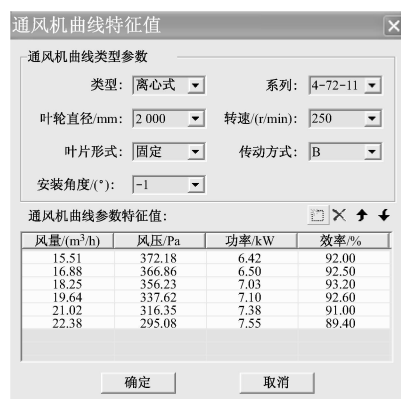 通风机曲线特征值
通风机曲线类型参数
类型: 离心式 系列: 4-72-11
叶轮直径/mm: 2 000 转速/(r/min): 250
叶片形式: 固定 传动方式: B
安装角度/(°): -1
通风机曲线参数特征值:
风量/(m³/h) 风压/Pa 功率/kW 效率/%
15.51 372.18 6.42 92.00
16.88 366.86 6.50 92.50
18.25 356.23 7.03 93.20
19.64 337.62 7.10 92.60
21.02 316.35 7.38 91.00
22.38 295.08 7.55 89.40
确定 取消